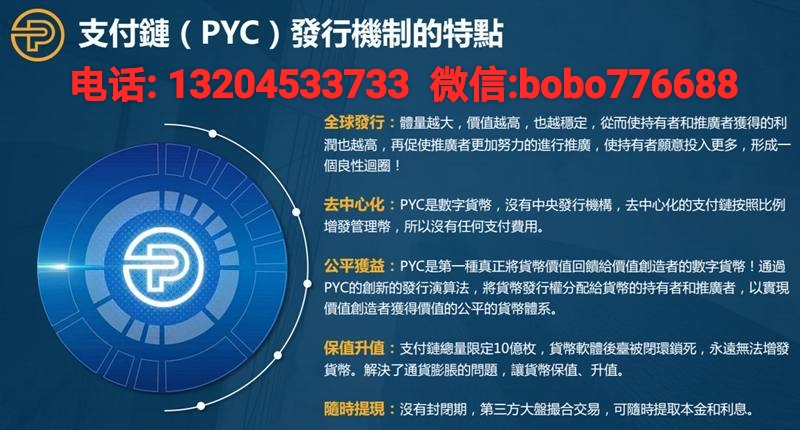 支付鏈（PYC）發行機制的特點
电话: 13204533733 微信:bobo776688
全球發行：體量越大，價值越高，也越穩定，從而使持有者和推廣者獲得的利
潤也越高，再促使推廣者更加努力的進行推廣，使持有者願意投入更多，形成一
個良性迴圈！
去中心化：PYC是數字貨幣，沒有中央發行機構，去中心化的支付鏈按照比例
增發管理幣，所以沒有任何支付費用。
公平獲益：PYC是第一種真正將貨幣價值回饋給價值創造者的數字貨幣！通過
PYC的創新的發行演算法，將貨幣發行權分配給貨幣的持有者和推廣者，以實現
價值創造者獲得價值的公平的貨幣體系。
保值升值：支付鏈總量限定10億枚，貨幣軟體後臺被閉環鎖死，永遠無法增發
貨幣。解決了通貨膨脹的問題，讓貨幣保值、升值。
隨時提現：沒有封閉期，第三方大盤撮合交易，可隨時提取本金和利息。